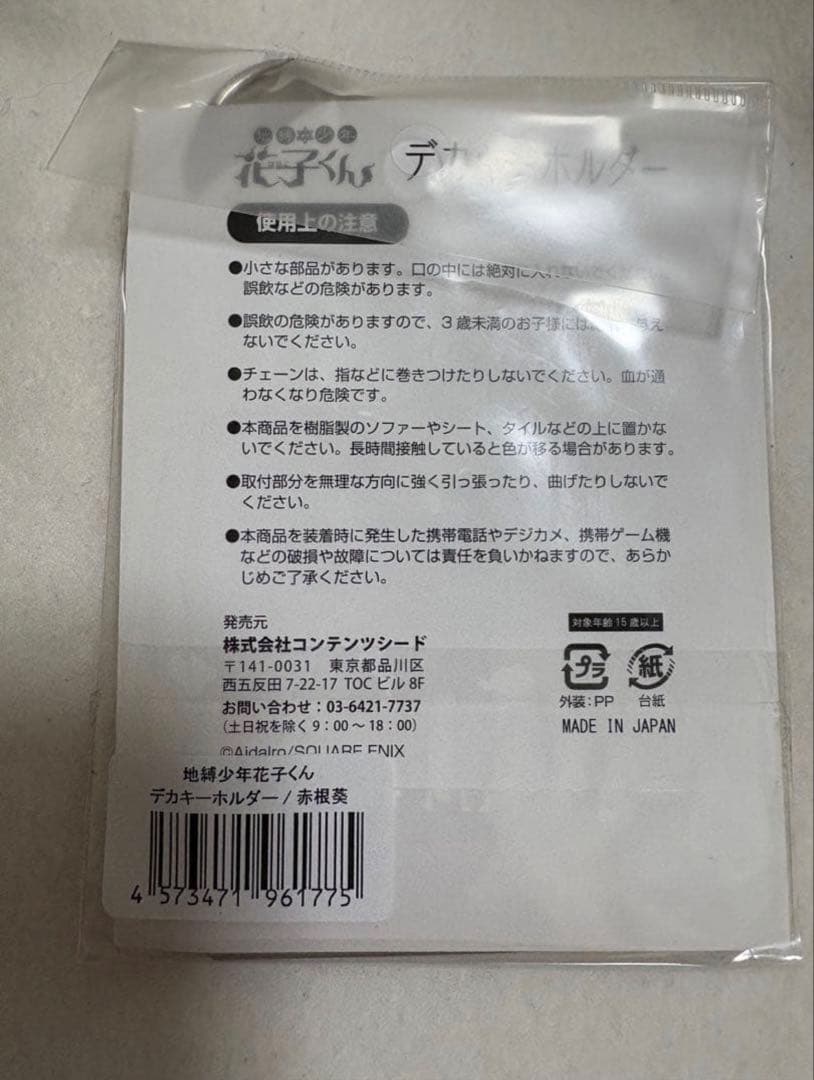 地縛少年
花子くん デカキーホルダー
使用上の注意
●小さな部品があります。口の中には絶対に入れないでください。
誤飲などの危険があります。
●誤飲の危険がありますので、3歳未満のお子様には
ないでください。
●チェーンは、指などに巻きつけたりしないでください。血が通
わなくなり危険です。
●本商品を樹脂製のソファーやシート、タイルなどの上に置かな
いでください。長時間接触していると色が移る場合があります。
●取付部分を無理な方向に強く引っ張ったり、曲げたりしないで
ください。
●本商品を装着時に発生した携帯電話やデジカメ、携帯ゲーム機
などの破損や故障については責任を負いかねますので、あらか
じめご了承ください。
発売元
株式会社コンテンツシード
〒141-0031 東京都品川区
西五反田 7-22-17 TOC ビル 8F
お問い合わせ：03-6421-7737
（土日祝を除く 9：00 ～ 18：00）
©AidaIro/SQUARE ENIX
対象年齢 15 歳以上
プラ 紙
外装：PP 台紙
MADE IN JAPAN
地縛少年花子くん
デカキーホルダー / 赤根葵
4 573471 961775